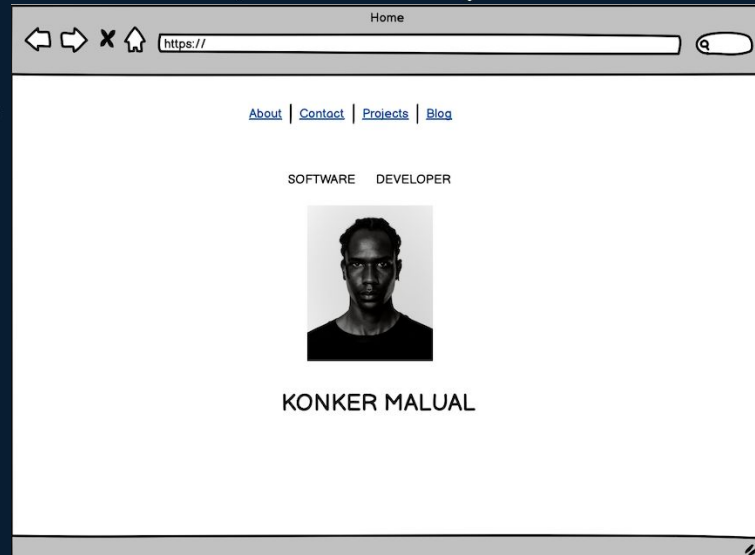 Home
https://
About | Contact | Projects | Blog
SOFTWARE DEVELOPER
KONKER MALUAL